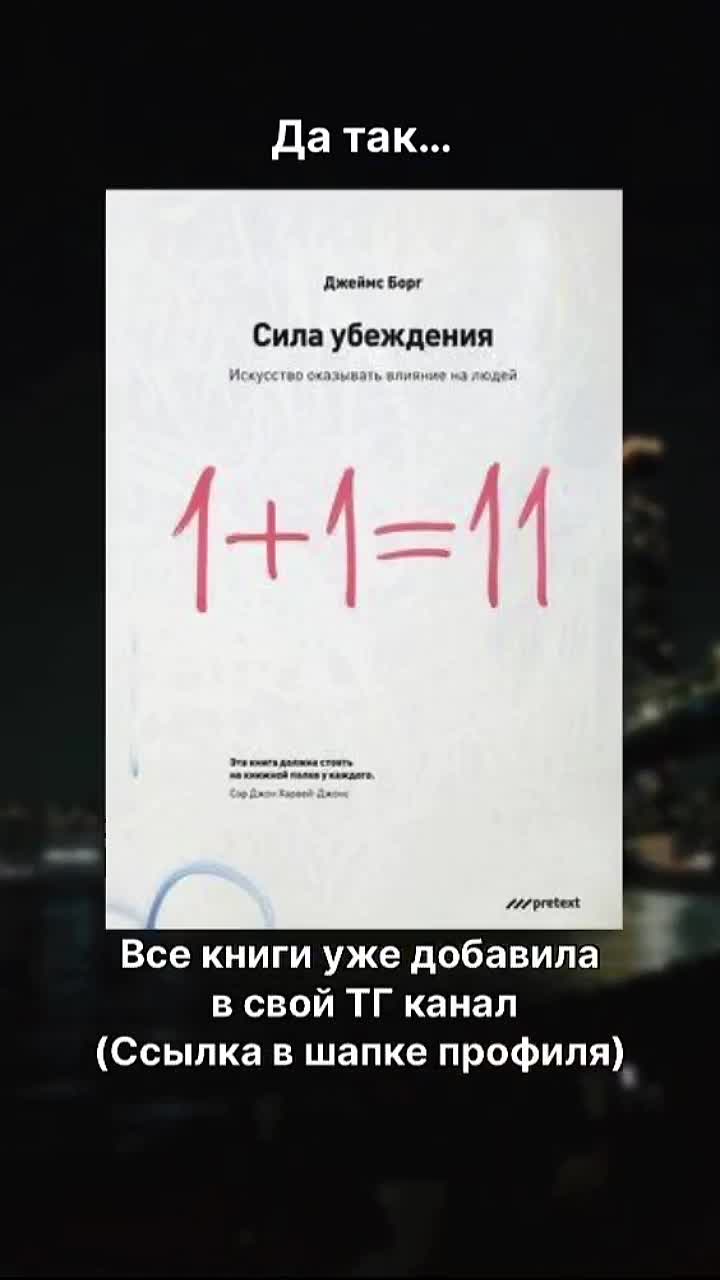 Да так...
Джеймс Борг
Сила убеждения
Искусство оказывать влияние на людей
1+1=11
Эта книга должна стоять
на книжной полке у каждого.
Сэр Джон Харвей-Джонс
///pretext
Все книги уже добавила
в свой ТГ канал
(Ссылка в шапке профиля)